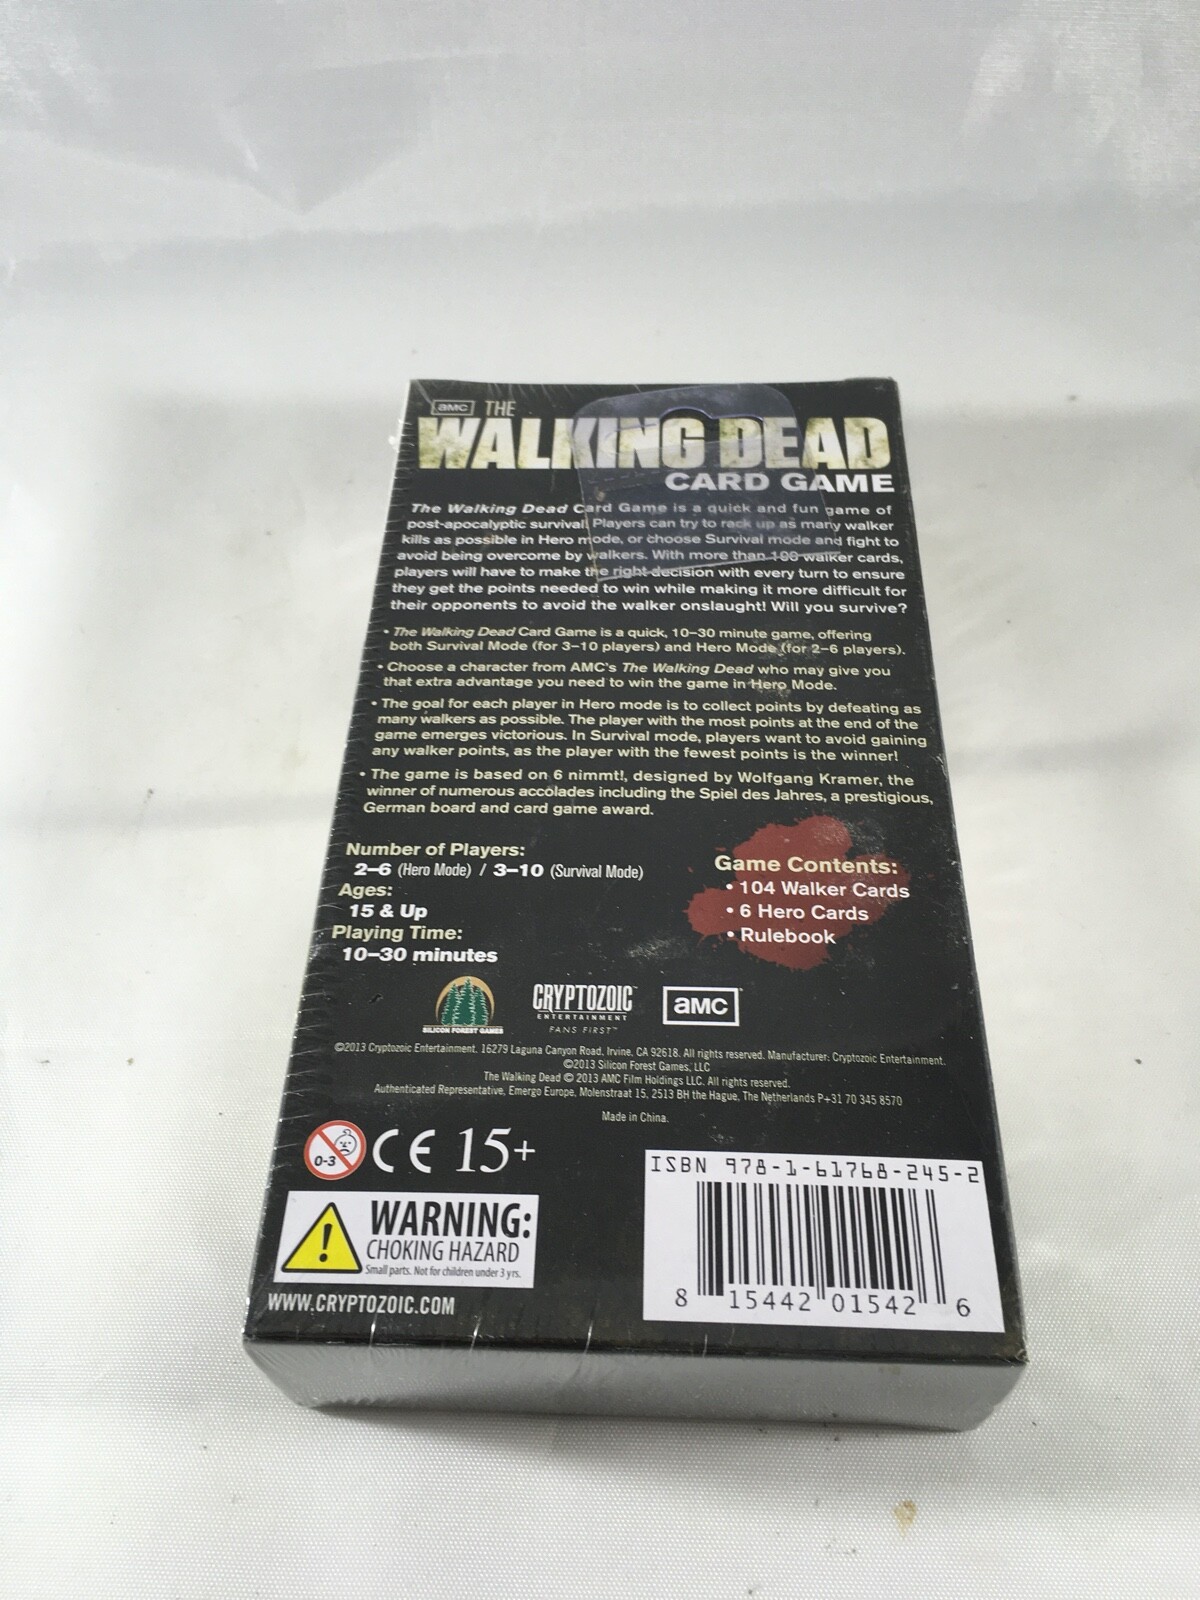 amc THE
WALKING DEAD
CARD GAME
The Walking Dead Card Game is a quick and fun game of
post-apocalyptic survival! Players can try to rack up as many walker
kills as possible in Hero mode, or choose Survival mode and fight to
avoid being overcome by walkers. With more than 100 walker cards,
players will have to make the right decision with every turn to ensure
they get the points needed to win while making it more difficult for
their opponents to avoid the walker onslaught! Will you survive?
• The Walking Dead Card Game is a quick, 10–30 minute game, offering
both Survival Mode (for 3–10 players) and Hero Mode (for 2–6 players).
• Choose a character from AMC's The Walking Dead who may give you
that extra advantage you need to win the game in Hero Mode.
• The goal for each player in Hero mode is to collect points by defeating as
many walkers as possible. The player with the most points at the end of the
game emerges victorious. In Survival mode, players want to avoid gaining
any walker points, as the player with the fewest points is the winner!
• The game is based on 6 nimmt!, designed by Wolfgang Kramer, the
winner of numerous accolades including the Spiel des Jahres, a prestigious,
German board and card game award.
Number of Players:
2–6 (Hero Mode) / 3–10 (Survival Mode)
Ages:
15 & Up
Playing Time:
10–30 minutes
Game Contents:
• 104 Walker Cards
• 6 Hero Cards
• Rulebook
SILICON FOREST GAMES
CRYPTOZOIC™
ENTERTAINMENT
FANS FIRST™
amc®
©2013 Cryptozoic Entertainment. 16279 Laguna Canyon Road, Irvine, CA 92618. All rights reserved. Manufacturer: Cryptozoic Entertainment.
©2013 Silicon Forest Games, LLC
The Walking Dead © 2013 AMC Film Holdings LLC. All rights reserved.
Authenticated Representative, Emergo Europe, Molenstraat 15, 2513 BH the Hague, The Netherlands P+31 70 345 8570
Made in China.
0-3 CE 15+
WARNING:
CHOKING HAZARD
Small parts. Not for children under 3 yrs.
WWW.CRYPTOZOIC.COM
ISBN 978-1-61768-245-2
8 15442 01542 6